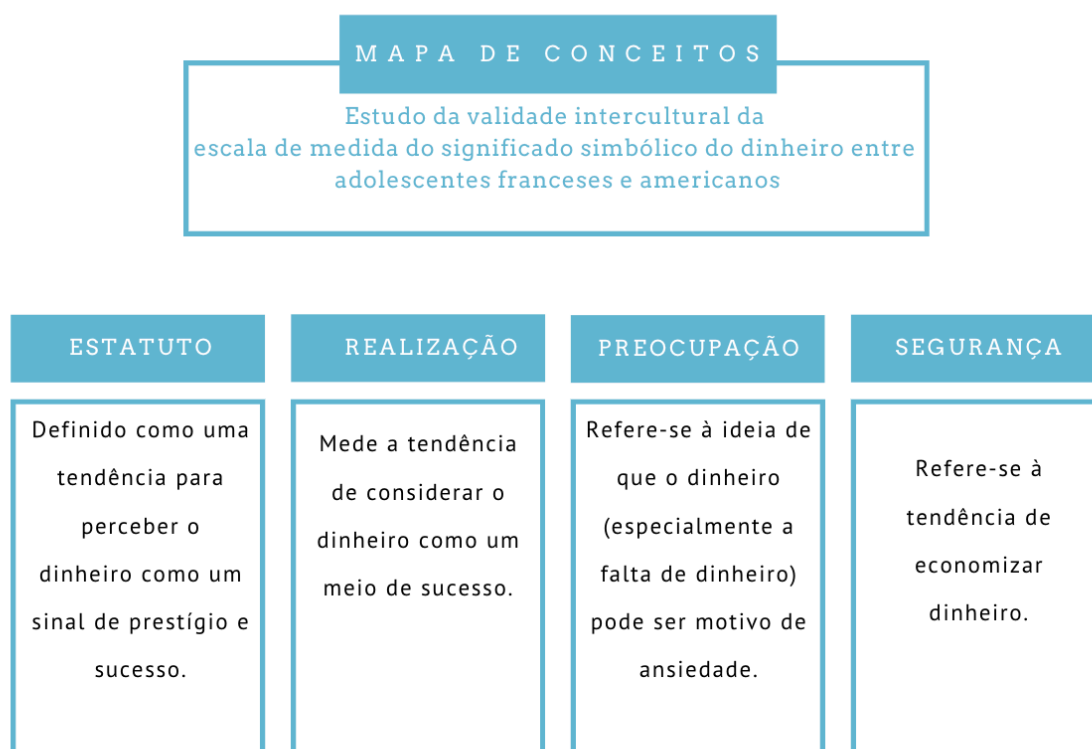 MAPA DE CONCEITOS
Estudo da validade intercultural da
escala de medida do significado simbólico do dinheiro entre
adolescentes franceses e americanos
ESTATUTO
Definido como uma
tendência para
perceber o
dinheiro como um
sinal de prestígio e
sucesso.
REALIZAÇÃO
Mede a tendência
de considerar o
dinheiro como um
meio de sucesso.
PREOCUPAÇÃO
Refere-se à ideia de
que o dinheiro
(especialmente a
falta de dinheiro)
pode ser motivo de
ansiedade.
SEGURANÇA
Refere-se à
tendência de
economizar
dinheiro.